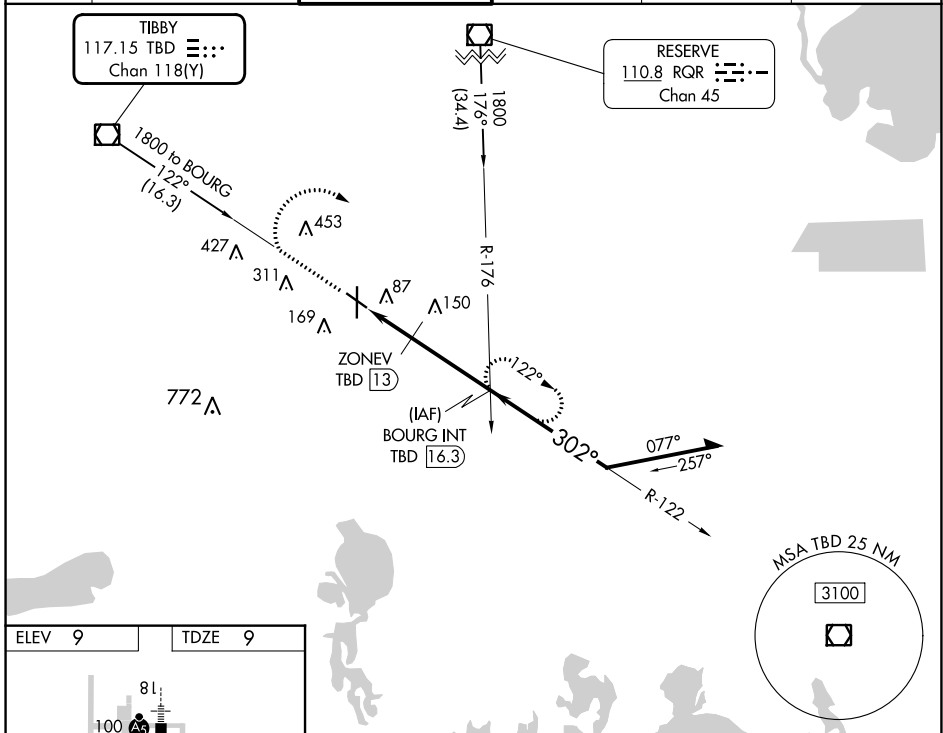 TIBBY
117.15 TBD
Chan 118(Y)
RESERVE
110.8 RQR
Chan 45
1800
176°
(34.4)
1800 to BOURG
122°
(16.3)
453
427
311
R-176
87
150
169
ZONEV
TBD 13
122°
772
(IAF)
BOURG INT
TBD 16.3
302°
077°
257°
R-122
MSA TBD 25 NM
3100
ELEV 9
TDZE 9
18
100
A5